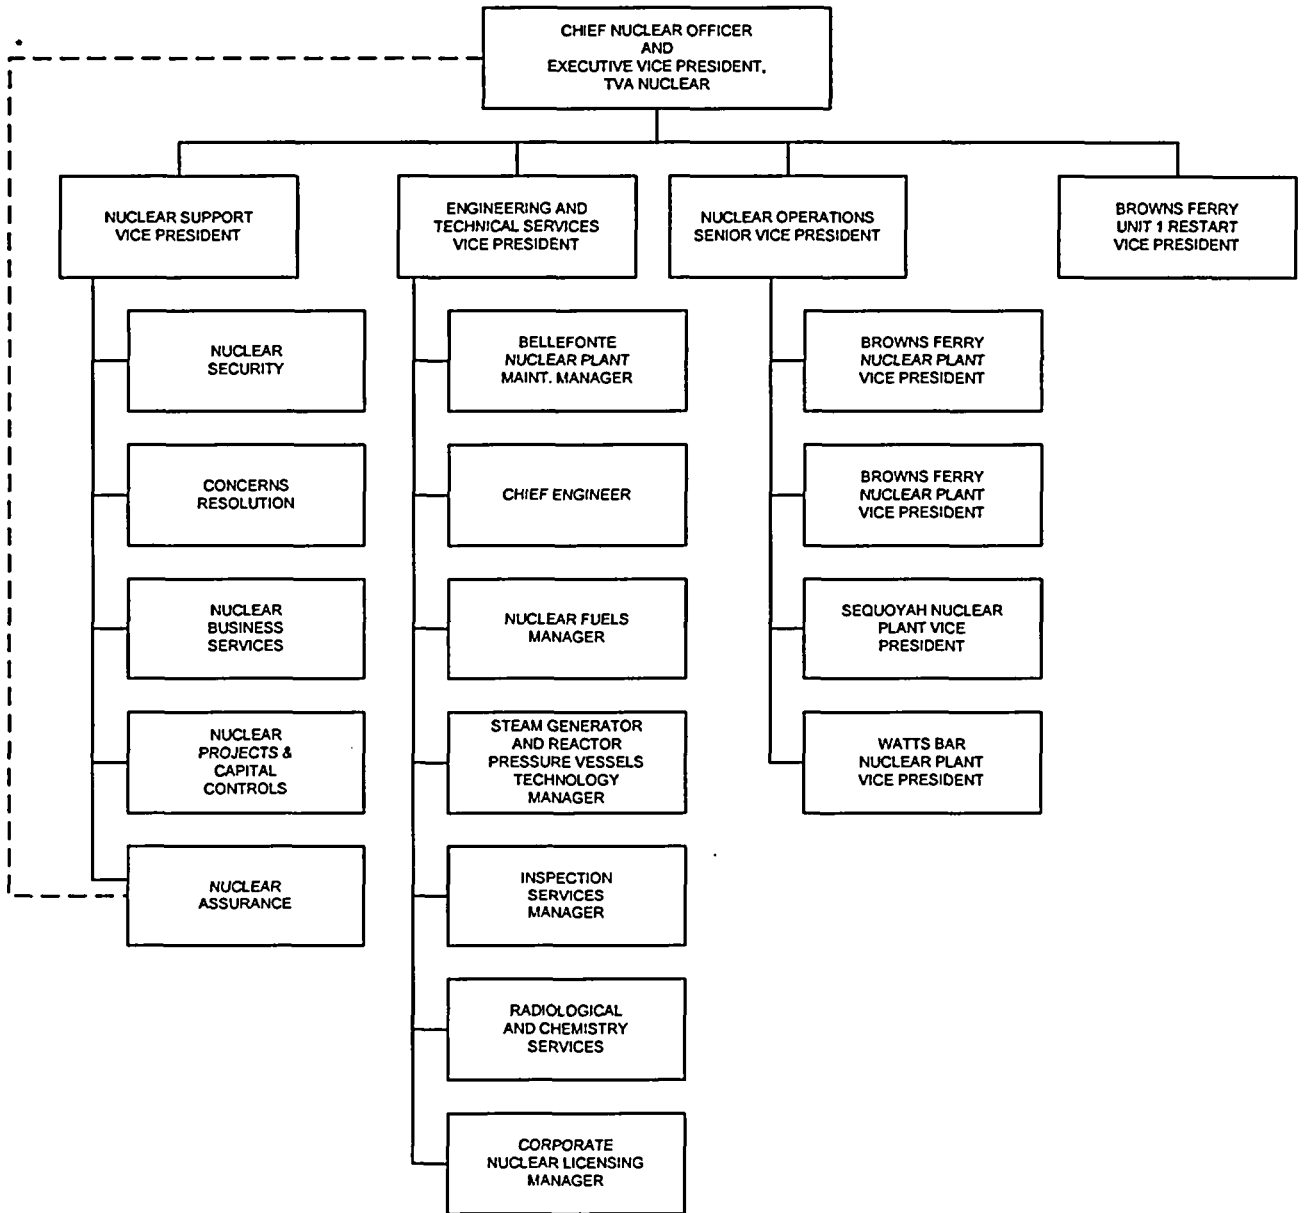 CHIEF NUCLEAR OFFICER
AND
EXECUTIVE VICE PRESIDENT,
TVA NUCLEAR
NUCLEAR SUPPORT
VICE PRESIDENT
ENGINEERING AND
TECHNICAL SERVICES
VICE PRESIDENT
NUCLEAR OPERATIONS
SENIOR VICE PRESIDENT
BROWNS FERRY
UNIT 1 RESTART
VICE PRESIDENT
NUCLEAR
SECURITY
CONCERNS
RESOLUTION
NUCLEAR
BUSINESS
SERVICES
NUCLEAR
PROJECTS &
CAPITAL
CONTROLS
NUCLEAR
ASSURANCE
BELLEFONTE
NUCLEAR PLANT
MAINT. MANAGER
CHIEF ENGINEER
NUCLEAR FUELS
MANAGER
STEAM GENERATOR
AND REACTOR
PRESSURE VESSELS
TECHNOLOGY
MANAGER
INSPECTION
SERVICES
MANAGER
RADIOLOGICAL
AND CHEMISTRY
SERVICES
CORPORATE
NUCLEAR LICENSING
MANAGER
BROWNS FERRY
NUCLEAR PLANT
VICE PRESIDENT
BROWNS FERRY
NUCLEAR PLANT
VICE PRESIDENT
SEQUOYAH NUCLEAR
PLANT VICE
PRESIDENT
WATTS BAR
NUCLEAR PLANT
VICE PRESIDENT